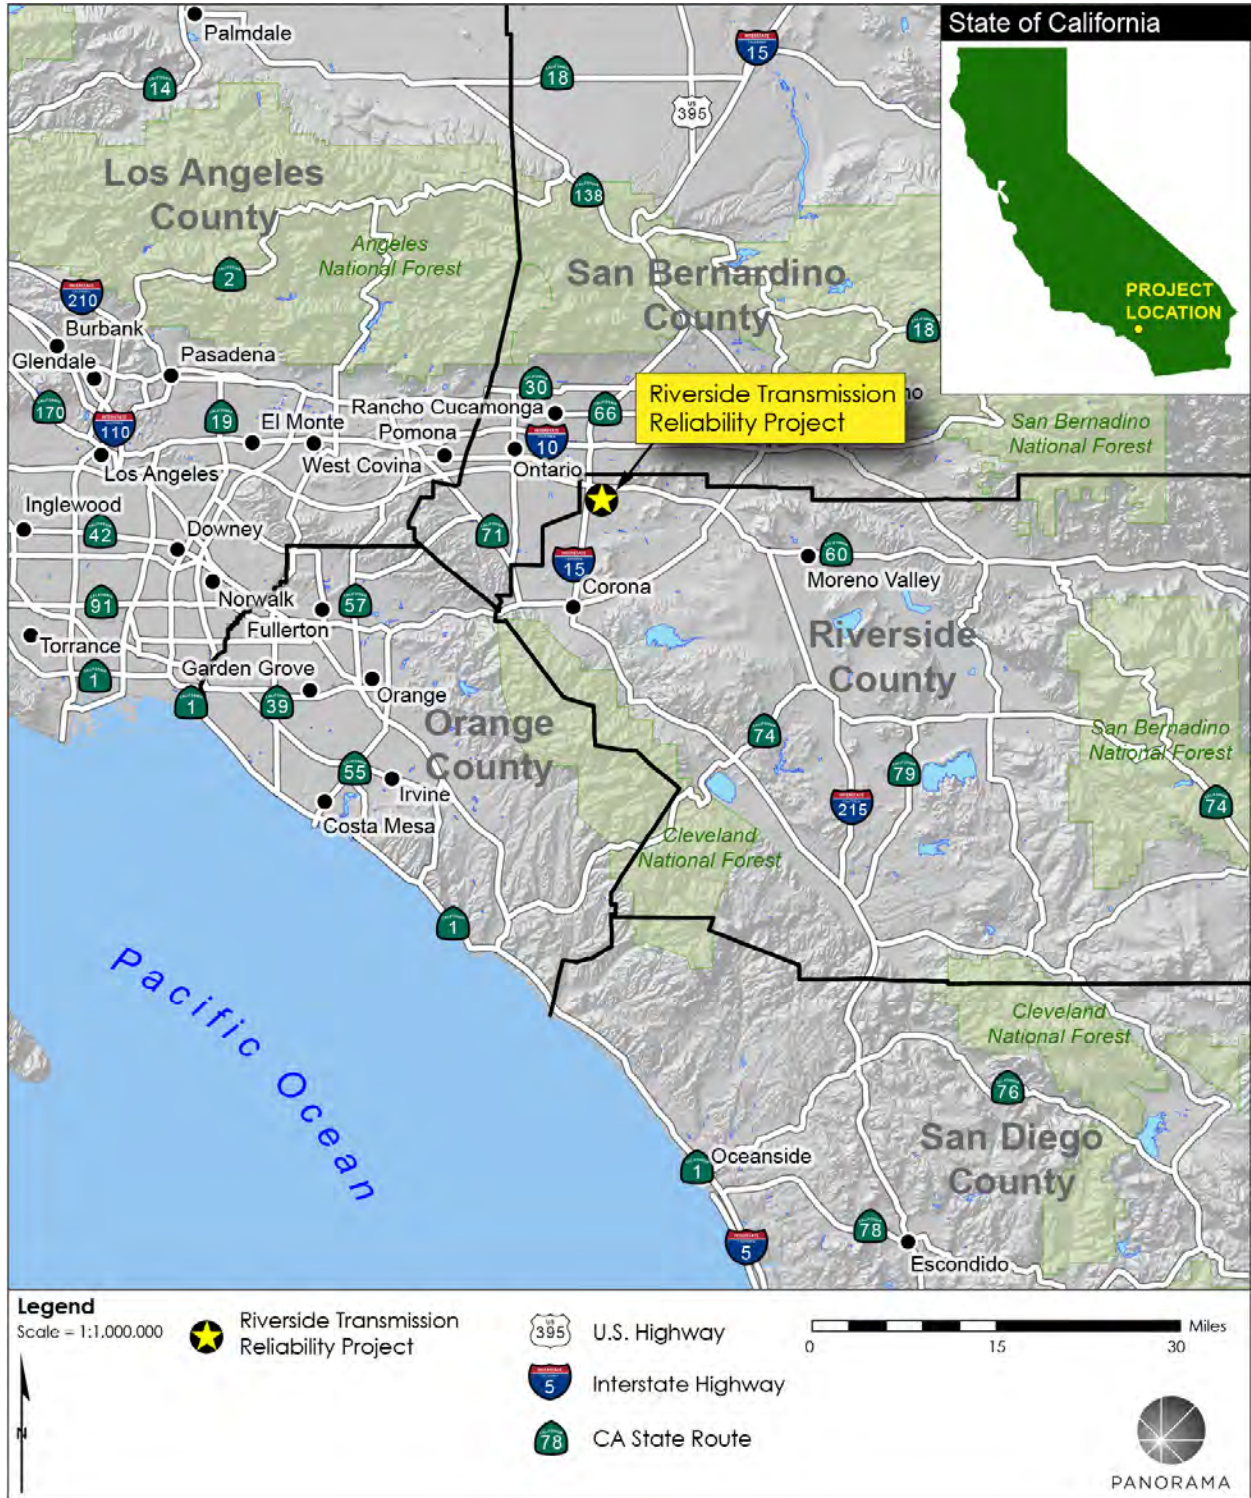 State of California
PROJECT
LOCATION
Palmdale
14
18
15
US
395
Los Angeles
County
138
Angeles
National Forest
2
San Bernardino
County
210
Burbank
Glendale
Pasadena
18
170
110
19
El Monte
Rancho Cucamonga
30
66
Riverside Transmission
Reliability Project
no
Pomona
10
San Bernadino
National Forest
Los Angeles
West Covina
Ontario
Inglewood
42
Downey
71
15
60
Moreno Valley
Corona
91
Norwalk
57
Fullerton
Torrance
Riverside
County
1
Garden Grove
1
39
Orange
Orange
County
74
San Bernadino
National Forest
55
Irvine
79
215
74
Costa Mesa
Cleveland
National Forest
1
Pacific Ocean
Cleveland
National Forest
76
San Diego
County
1
Oceanside
78
5
Escondido
Legend
Scale = 1:1,000,000
Riverside Transmission
Reliability Project
US
395
U.S. Highway
5
Interstate Highway
78
CA State Route
Miles
0 15 30
N
PANORAMA